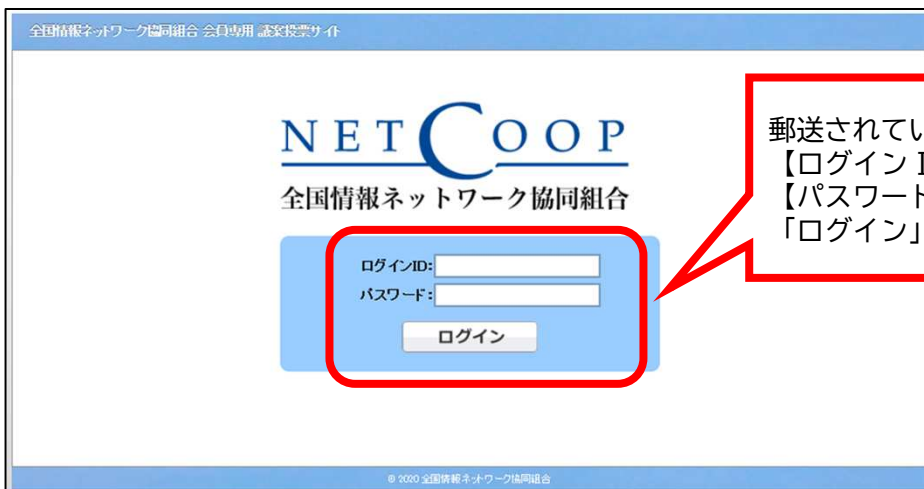 全国情報ネットワーク協同組合 会員専用 議案投票サイト
NETCOOP
全国情報ネットワーク協同組合
ログインID:
パスワード:
ログイン
郵送されてい
【ログイン I
【パスワード
「ログイン」
© 2020 全国情報ネットワーク協同組合